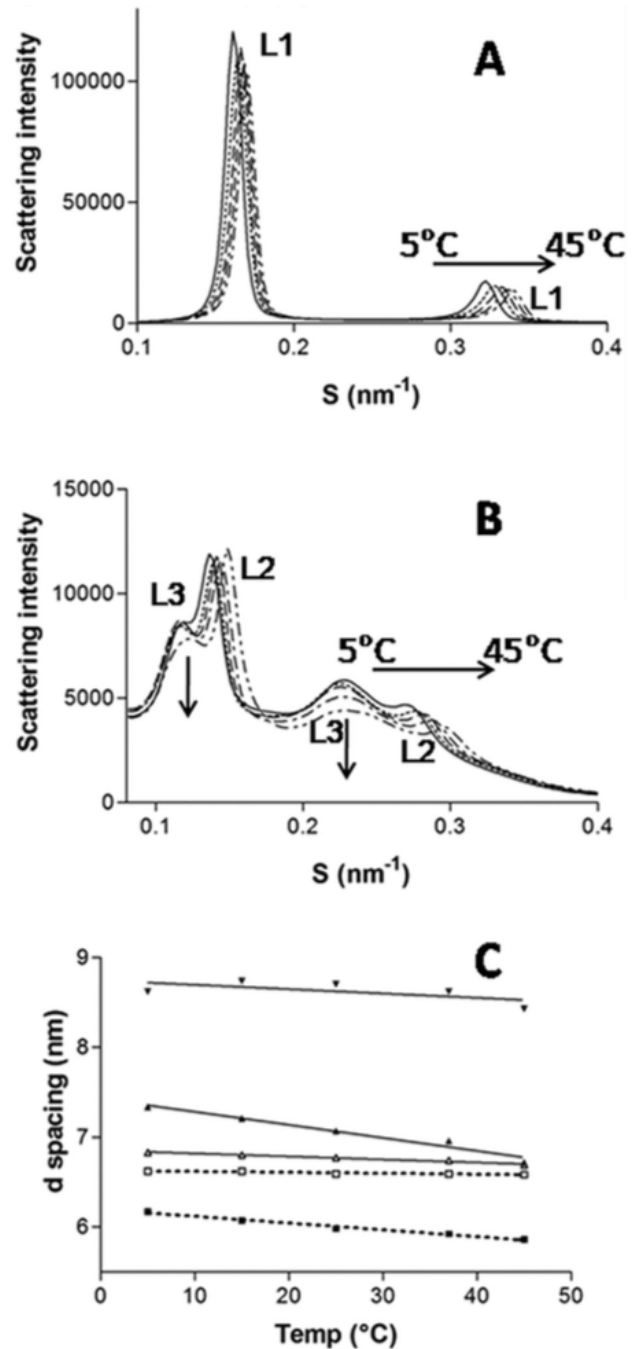 A
L1
100000
50000
0
Scattering intensity
5°C 45°C
L1
0.1 0.2 0.3 0.4
S (nm-1)
B
15000
10000
5000
0
Scattering intensity
L3 L2
5°C 45°C
L3 L2
0.1 0.2 0.3 0.4
S (nm-1)
C
9
8
7
6
d spacing (nm)
0 10 20 30 40 50
Temp (°C)